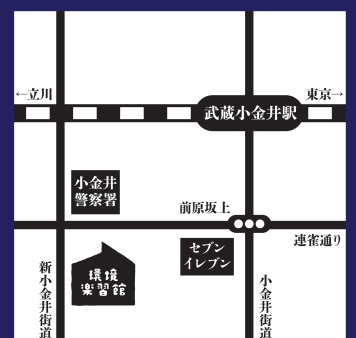 ←立川
東京→
武蔵小金井駅
小金井
警察署
前原坂上
連雀通り
セブン
イレブン
環境
楽習館
新小金井街道
小金井街道